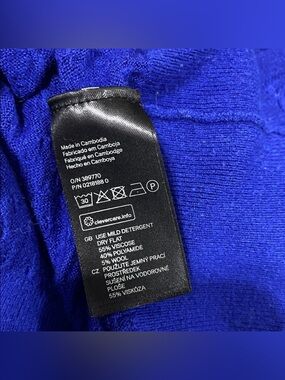 Made in Cambodia
Fabricado em Camboja
Fabriqué en Cambodge
Hecho en Camboya
O/N 389770
P/N 0218188 0
30 P
clevercare.info
GB USE MILD DETERGENT
DRY FLAT
55% VISCOSE
40% POLYAMIDE
5% WOOL
CZ POUŽIJTE JEMNÝ PRACÍ
PROSTŘEDEK
SUŠENÍ NA VODOROVNÉ
PLOŠE
55% VISKÓZA